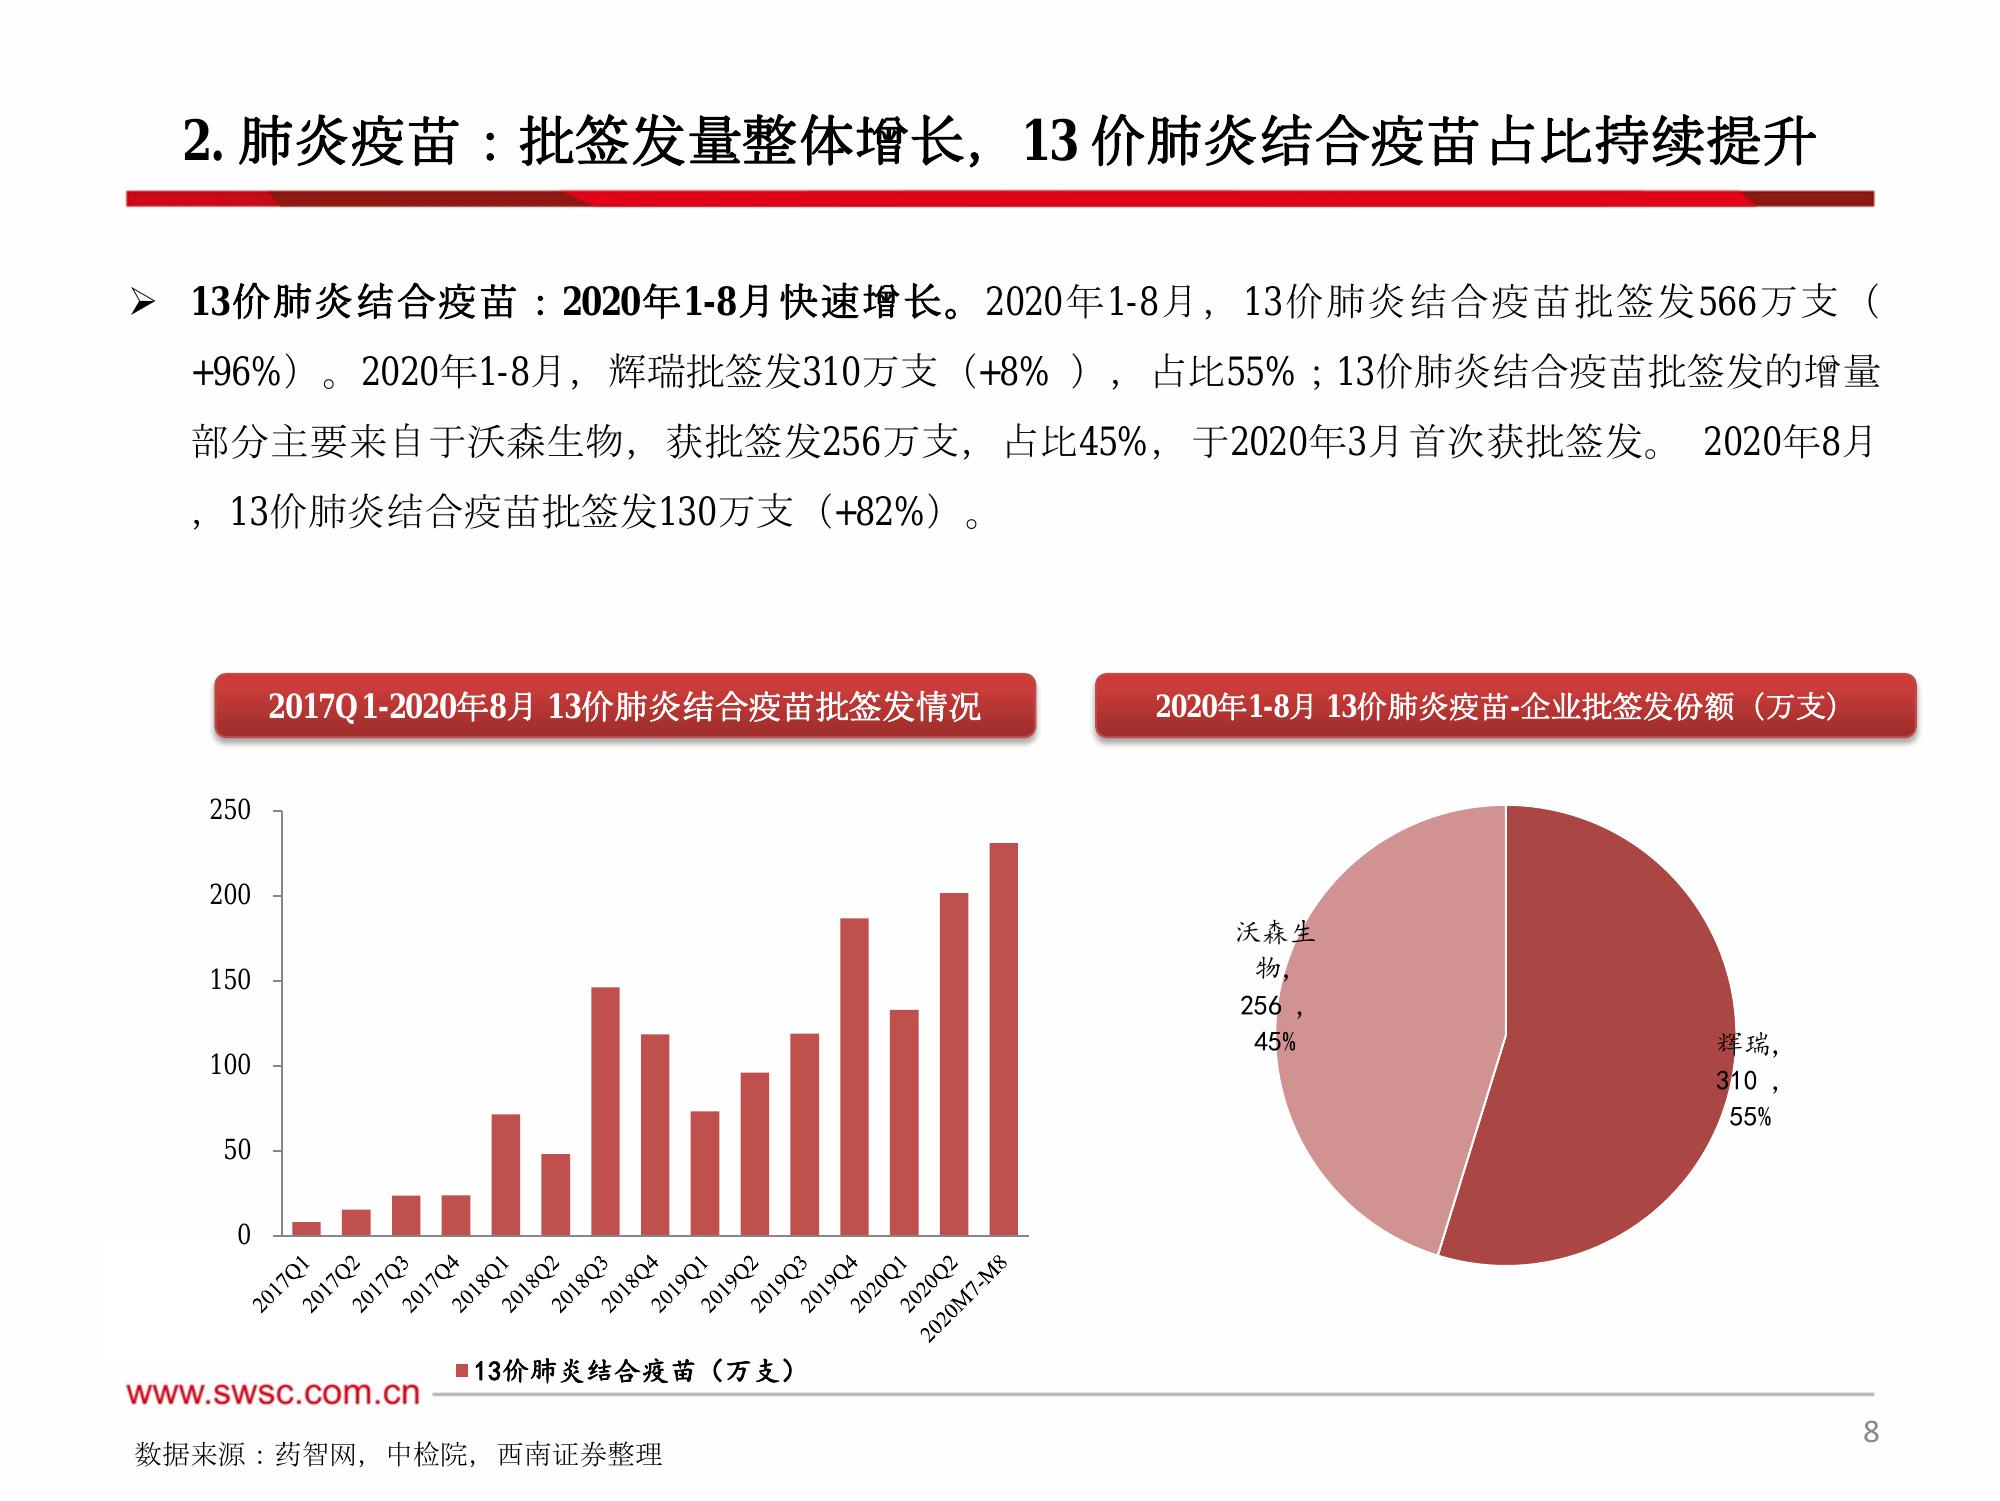 2. 肺炎疫苗：批签发量整体增长，13 价肺炎结合疫苗占比持续提升
➢ 13价肺炎结合疫苗：2020年1-8月快速增长。2020年1-8月，13价肺炎结合疫苗批签发566万支（
+96%）。2020年1-8月，辉瑞批签发310万支（+8% ），占比55%；13价肺炎结合疫苗批签发的增量
部分主要来自于沃森生物，获批签发256万支，占比45%，于2020年3月首次获批签发。 2020年8月
，13价肺炎结合疫苗批签发130万支（+82%）。
2017Q1-2020年8月 13价肺炎结合疫苗批签发情况
250
200
150
100
50
0
2017Q1
2017Q2
2017Q3
2017Q4
2018Q1
2018Q2
2018Q3
2018Q4
2019Q1
2019Q2
2019Q3
2019Q4
2020Q1
2020Q2
2020M7-M8
13价肺炎结合疫苗（万支）
2020年1-8月 13价肺炎疫苗-企业批签发份额（万支）
沃森生
物，
256 ，
45%
辉瑞，
310 ，
55%
www.swsc.com.cn
8
数据来源：药智网，中检院，西南证券整理